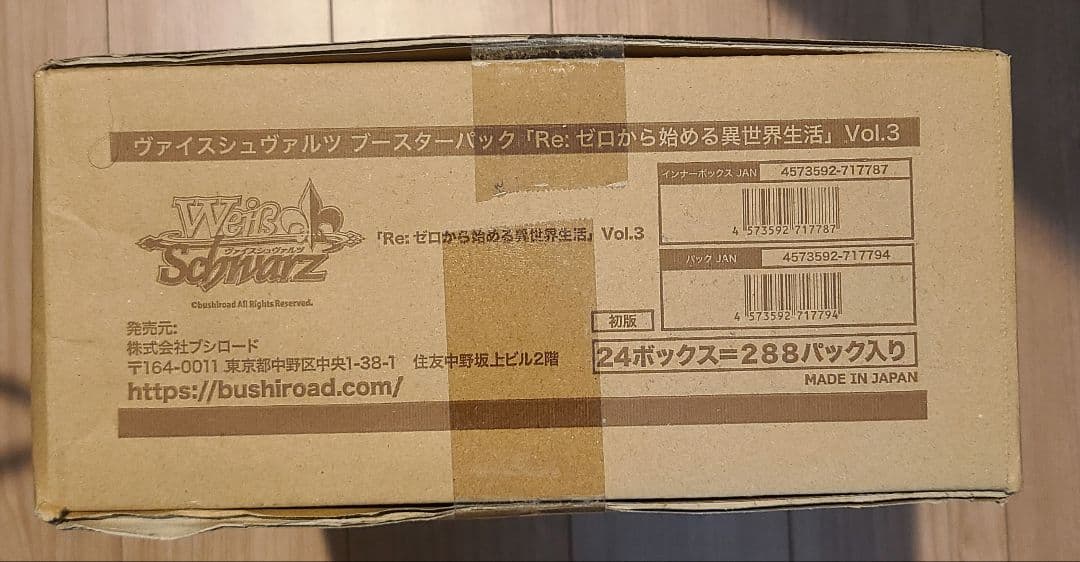 ヴァイスシュヴァルツ ブースターパック「Re: ゼロから始める異世界生活」Vol.3
Weiß Schwarz
ヴァイスシュヴァルツ
©bushiroad All Rights Reserved.
「Re: ゼロから始める異世界生活」Vol.3
インナーボックス JAN 4573592-717787
4 573592 717787
パック JAN 4573592-717794
4 573592 717794
初版
24ボックス=288パック入り
MADE IN JAPAN
発売元:
株式会社ブシロード
〒164-0011 東京都中野区中央1-38-1 住友中野坂上ビル2階
https://bushiroad.com/